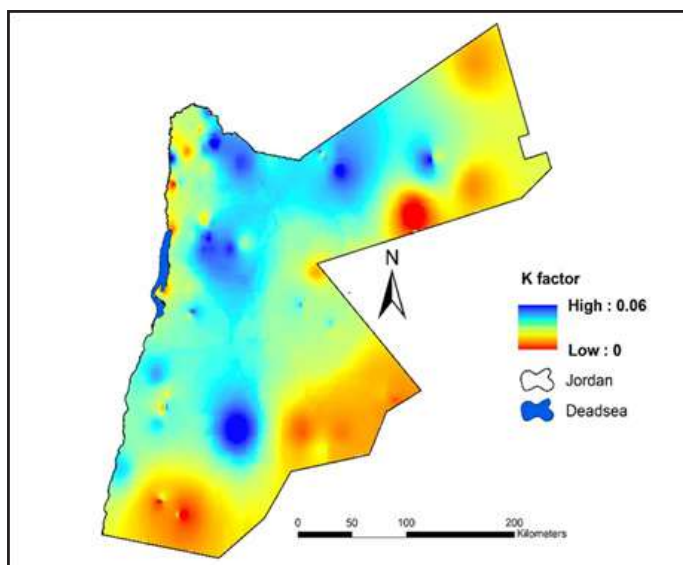 N
K factor
High : 0.06
Low : 0
Jordan
Deadsea
0 50 100 200
Kilometers